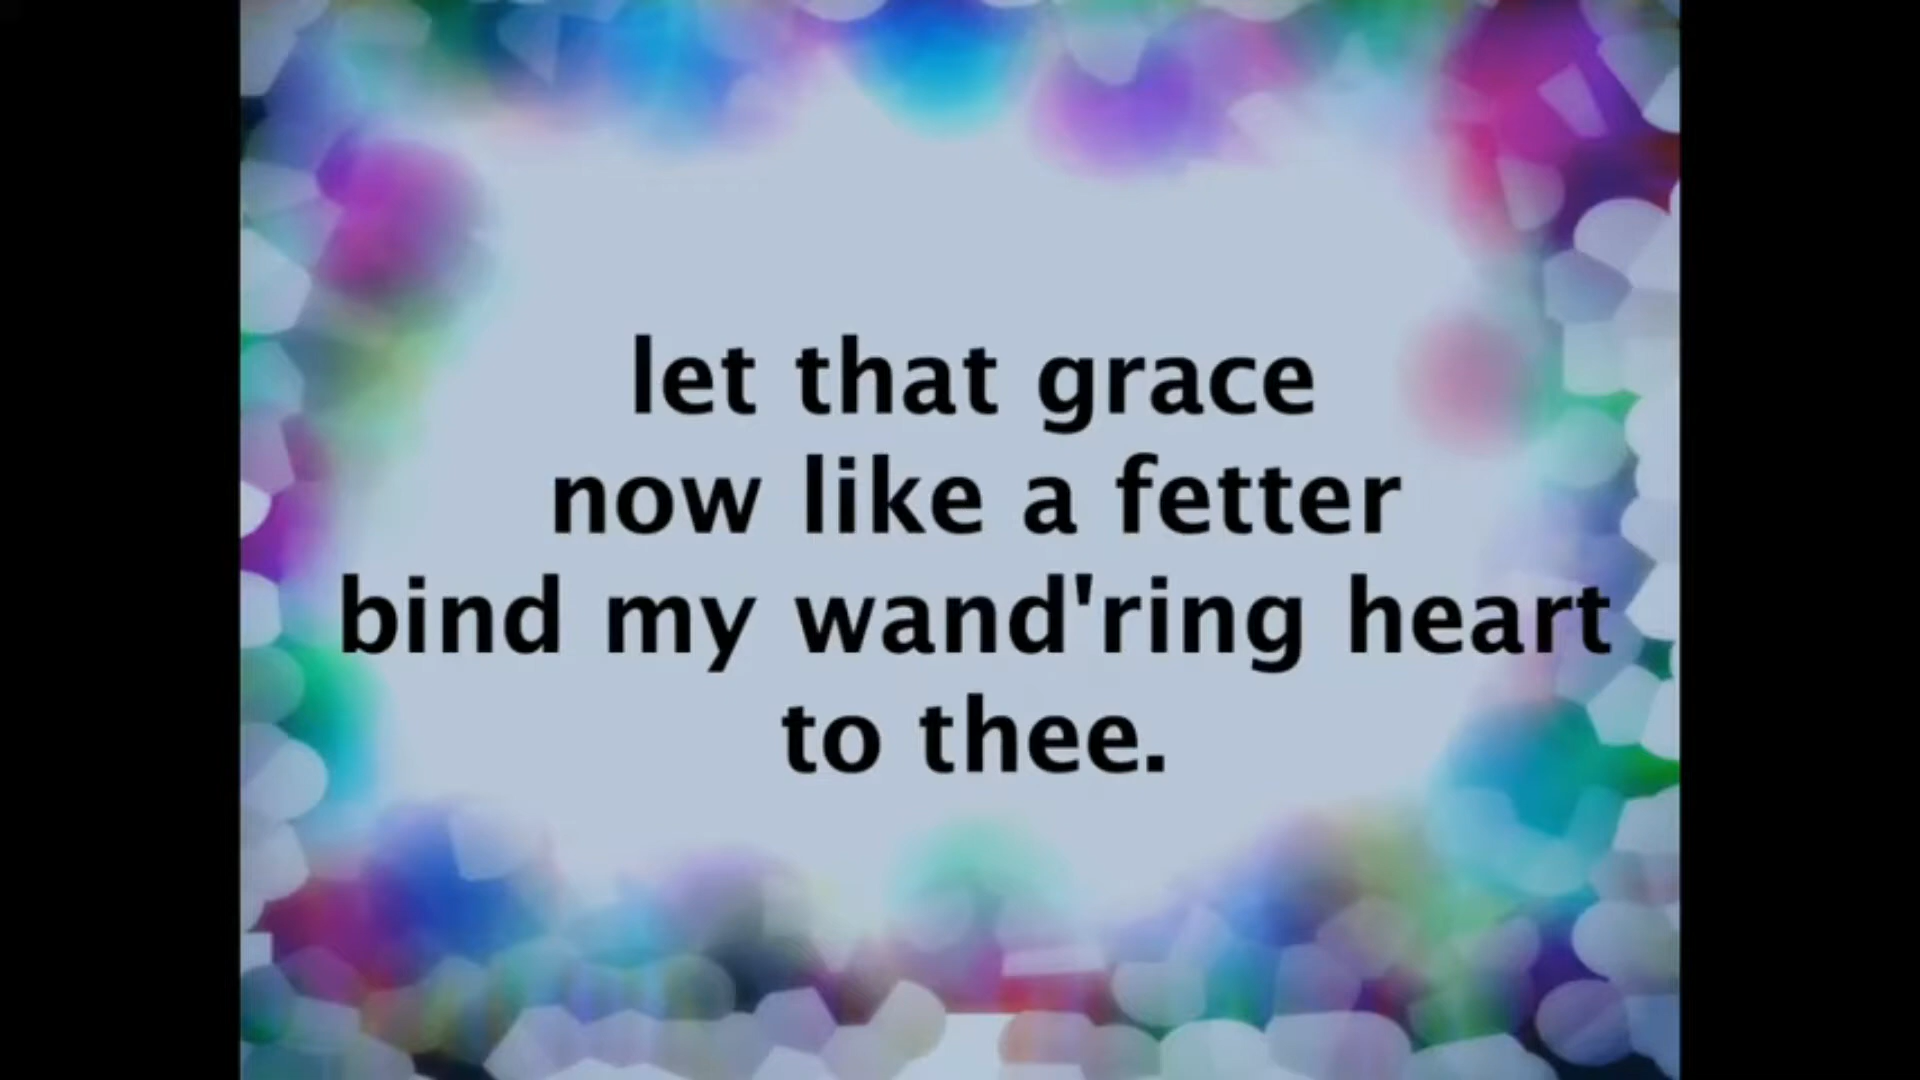 let that grace
now like a fetter
bind my wand'ring heart
to thee.